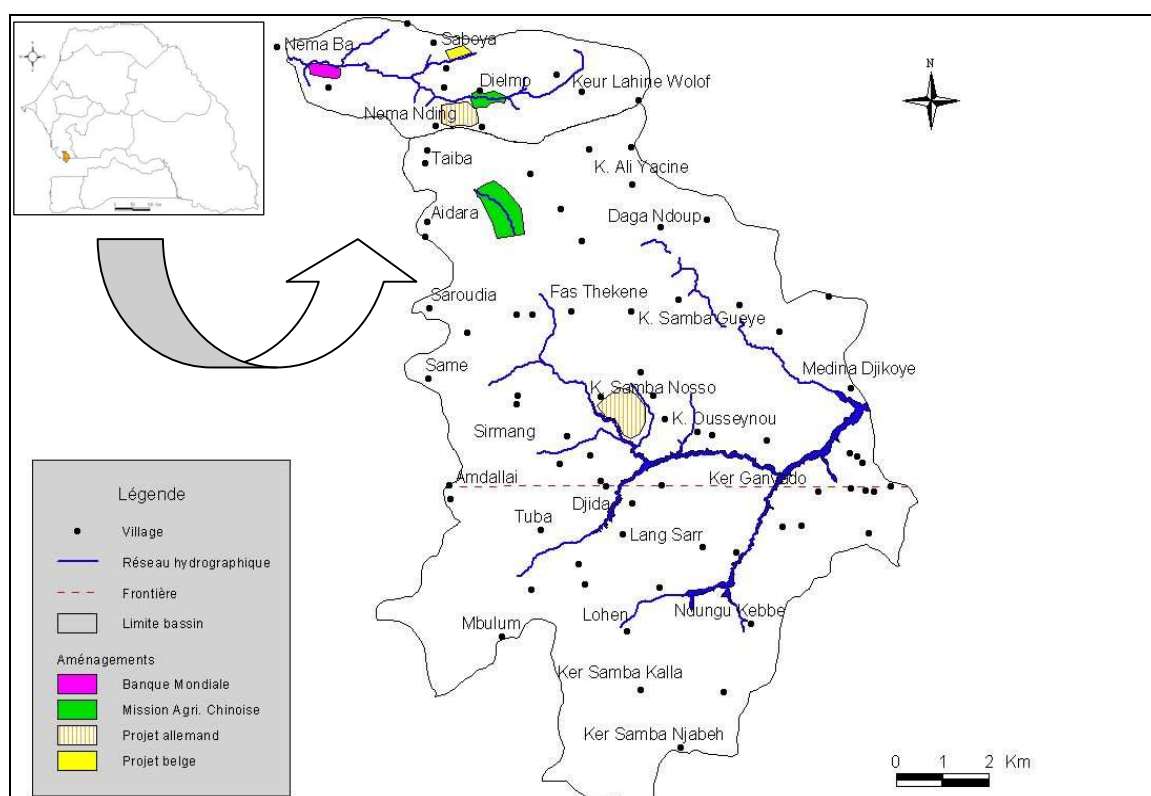 Nema Ba
Saboya
Dielmo
Keur Lahine Wolof
Nema Nding
Taiba
K. Ali Yacine
Aidara
Daga Ndoup
Saroudia
Fas Thekene
K. Samba Gueye
Same
Medina Djikoye
K. Samba Nosso
K. Ousseynou
Sirmang
Amdallai
Ker Ganyado
Djida
Tuba
Lang Sarr
Lohen
Ndungu Kebbe
Mbulum
Ker Samba Kalla
Ker Samba Njabeh
N
0 1 2 Km
Légende
Village
Réseau hydrographique
Frontière
Limite bassin
Aménagements
Banque Mondiale
Mission Agri. Chinoise
Projet allemand
Projet belge